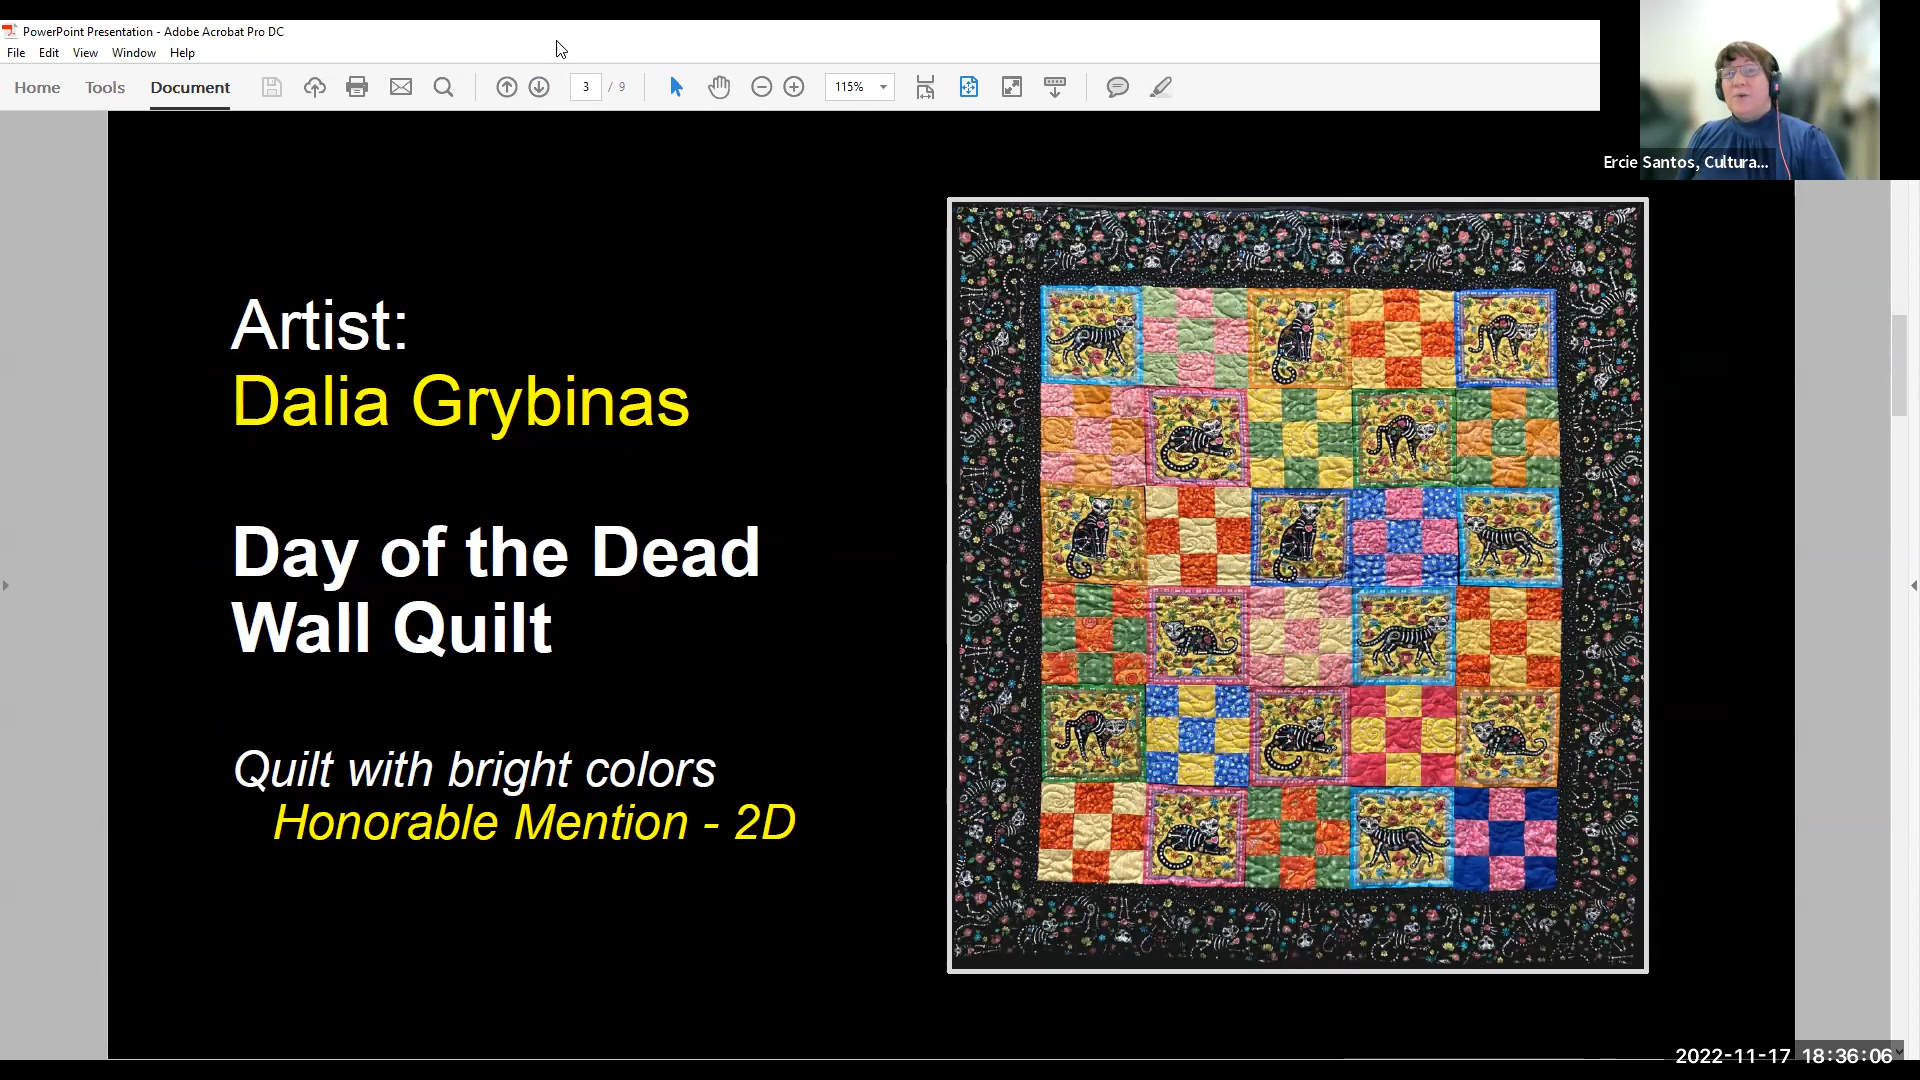 PowerPoint Presentation - Adobe Acrobat Pro DC
File Edit View Window Help
Home Tools Document 3 / 9 115%
Ercie Santos, Cultura...
Artist:
Dalia Grybinas
Day of the Dead
Wall Quilt
Quilt with bright colors
Honorable Mention - 2D
2022-11-17 18:36:06